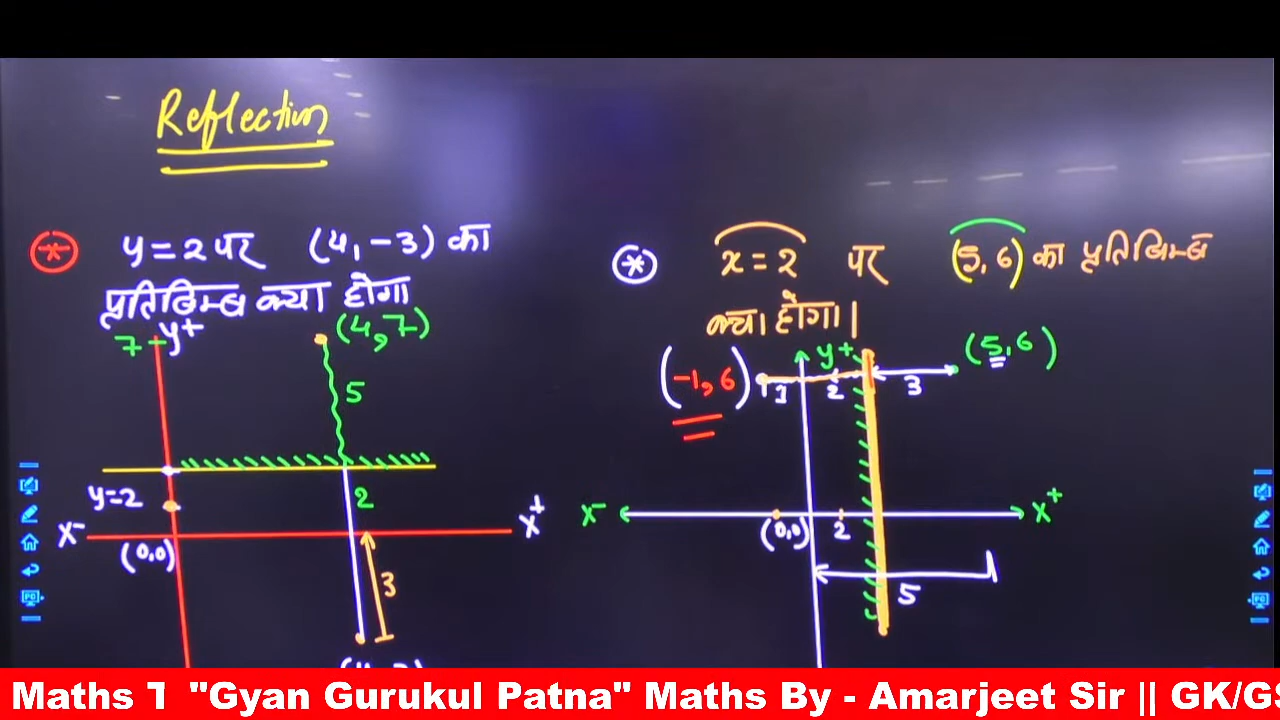 Reflection
* y=2 पर (4,-3) का
प्रतिबिम्ब क्या होगा
7 y+ (4,7)
5
y=2 2
x- (0,0) x+
3
* x=2 पर (5,6) का प्रतिबिम्ब
क्या होगा।
(-1,6) y+ (5,6)
1 2 3
x- x+
(0,0) 2
5
Maths T "Gyan Gurukul Patna" Maths By - Amarjeet Sir || GK/GS